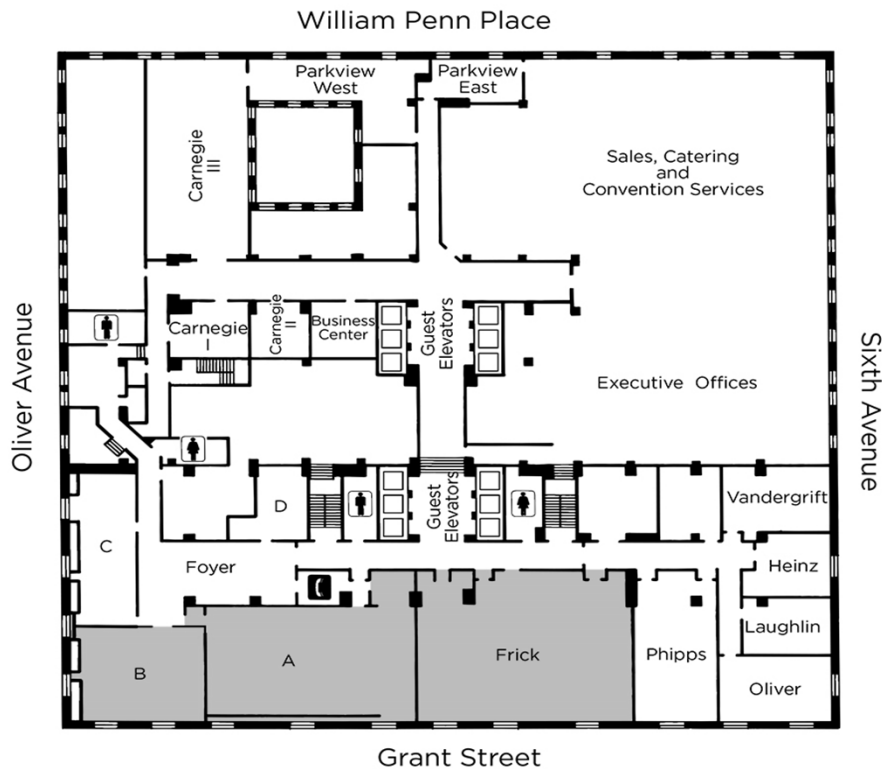 William Penn Place
Parkview
West
Parkview
East
Carnegie
III
Sales, Catering
and
Convention Services
Oliver Avenue
Sixth Avenue
Carnegie
I
Carnegie
II
Business
Center
Guest
Elevators
Executive Offices
Guest
Elevators
D
Vandergrift
C
Foyer
Heinz
Laughlin
B
A
Frick
Phipps
Oliver
Grant Street